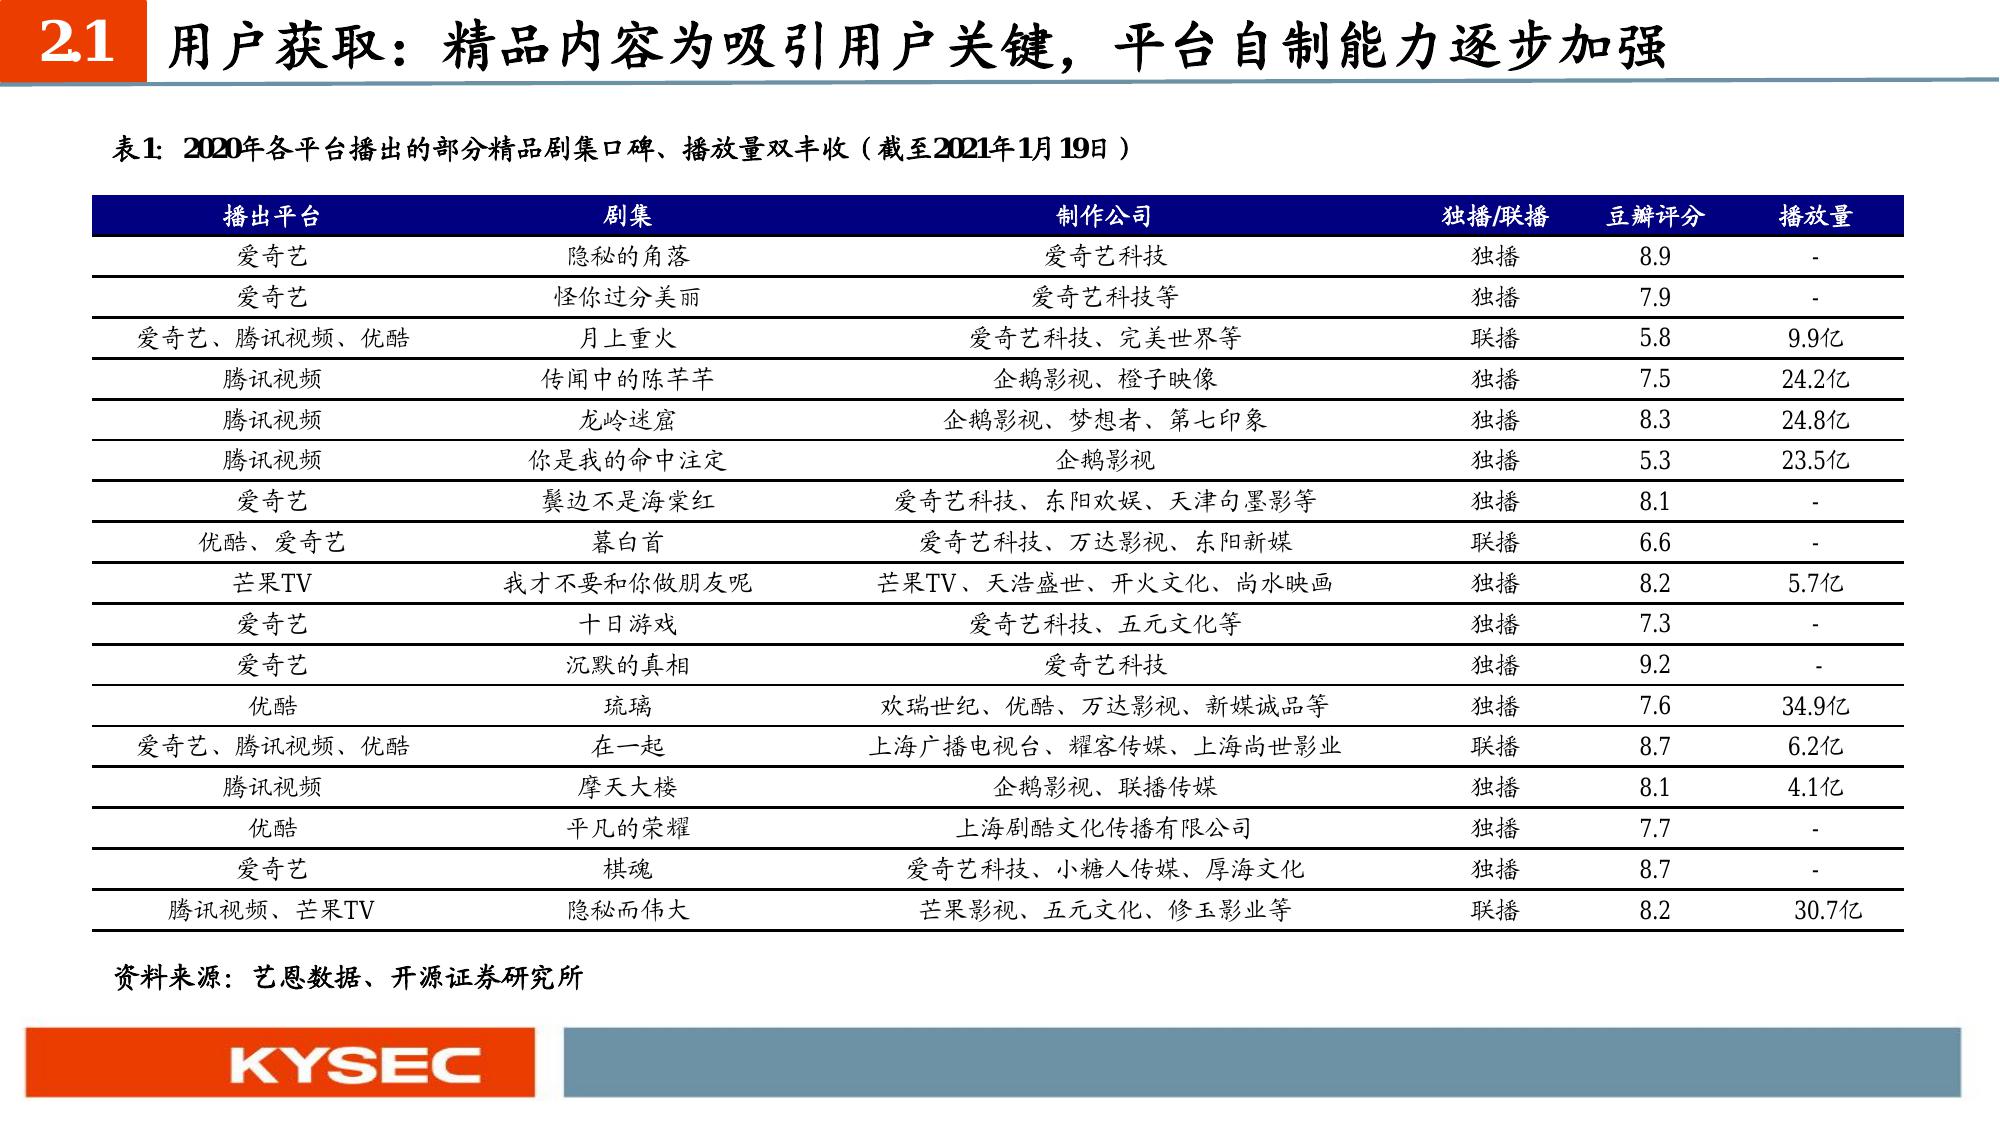 2.1 用户获取：精品内容为吸引用户关键，平台自制能力逐步加强
表1: 2020年各平台播出的部分精品剧集口碑、播放量双丰收（截至2021年1月19日）
播出平台 剧集 制作公司 独播/联播 豆瓣评分 播放量
爱奇艺 隐秘的角落 爱奇艺科技 独播 8.9 -
爱奇艺 怪你过分美丽 爱奇艺科技等 独播 7.9 -
爱奇艺、腾讯视频、优酷 月上重火 爱奇艺科技、完美世界等 联播 5.8 9.9亿
腾讯视频 传闻中的陈芊芊 企鹅影视、橙子映像 独播 7.5 24.2亿
腾讯视频 龙岭迷窟 企鹅影视、梦想者、第七印象 独播 8.3 24.8亿
腾讯视频 你是我的命中注定 企鹅影视 独播 5.3 23.5亿
爱奇艺 鬓边不是海棠红 爱奇艺科技、东阳欢娱、天津句墨影等 独播 8.1 -
优酷、爱奇艺 暮白首 爱奇艺科技、万达影视、东阳新媒 联播 6.6 -
芒果TV 我才不要和你做朋友呢 芒果TV、天浩盛世、开火文化、尚水映画 独播 8.2 5.7亿
爱奇艺 十日游戏 爱奇艺科技、五元文化等 独播 7.3 -
爱奇艺 沉默的真相 爱奇艺科技 独播 9.2 -
优酷 琉璃 欢瑞世纪、优酷、万达影视、新媒诚品等 独播 7.6 34.9亿
爱奇艺、腾讯视频、优酷 在一起 上海广播电视台、耀客传媒、上海尚世影业 联播 8.7 6.2亿
腾讯视频 摩天大楼 企鹅影视、联播传媒 独播 8.1 4.1亿
优酷 平凡的荣耀 上海剧酷文化传播有限公司 独播 7.7 -
爱奇艺 棋魂 爱奇艺科技、小糖人传媒、厚海文化 独播 8.7 -
腾讯视频、芒果TV 隐秘而伟大 芒果影视、五元文化、修玉影业等 联播 8.2 30.7亿
资料来源：艺恩数据、开源证券研究所
KYSEC